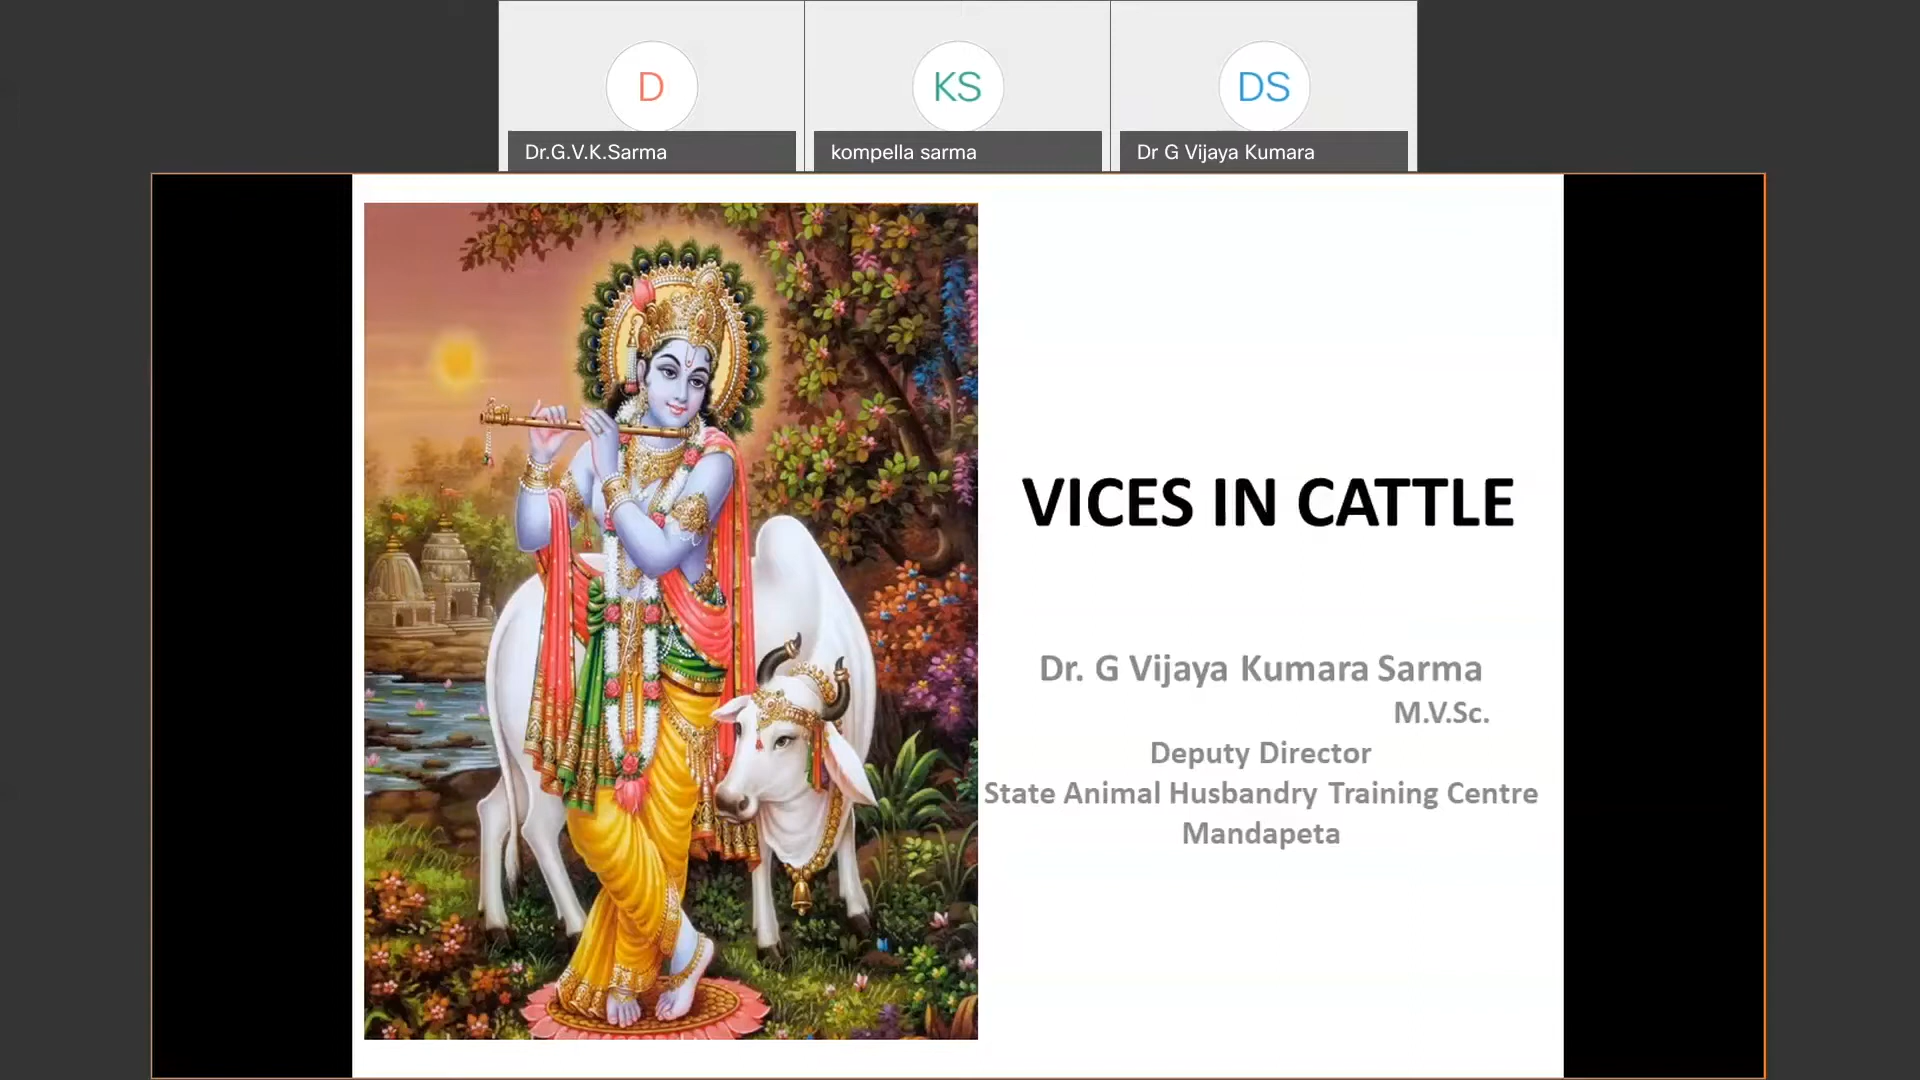 D
KS
DS
Dr.G.V.K.Sarma
kompella sarma
Dr G Vijaya Kumara
VICES IN CATTLE
Dr. G Vijaya Kumara Sarma
M.V.Sc.
Deputy Director
State Animal Husbandry Training Centre
Mandapeta